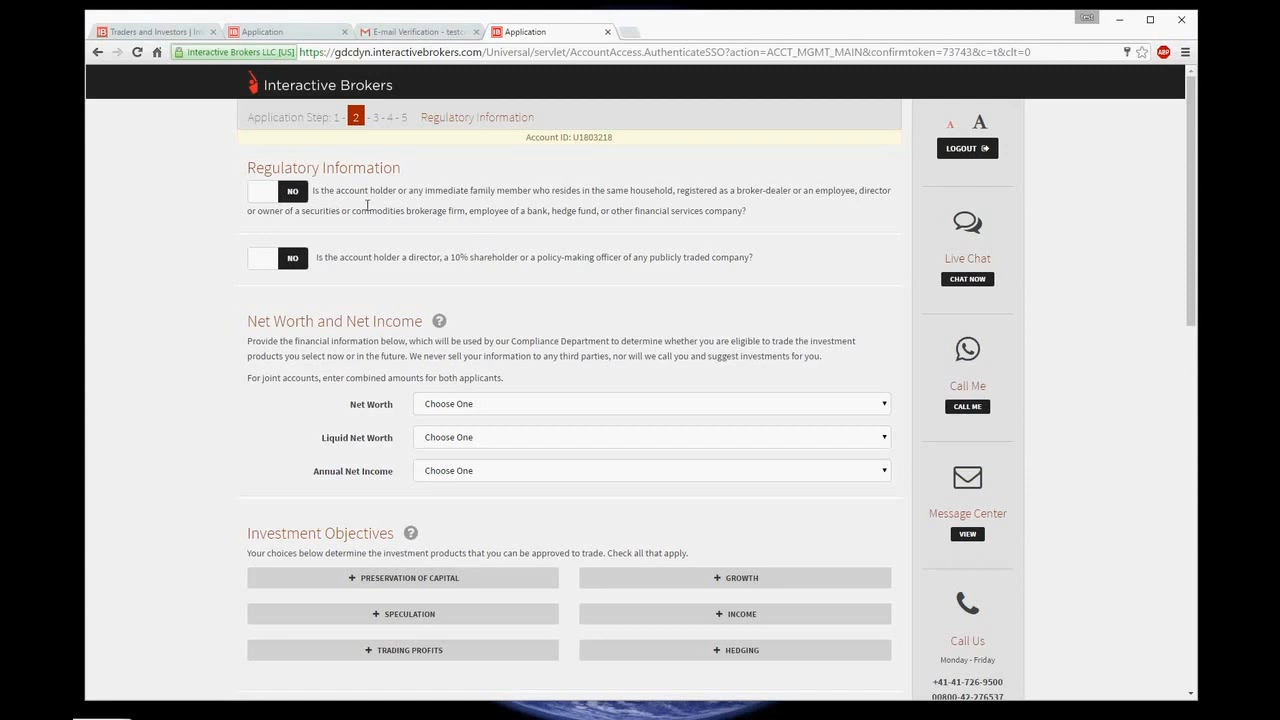 test
Traders and Investors | In
Application
E-mail Verification - testc
Application
Interactive Brokers LLC [US]
https://gdcdyn.interactivebrokers.com/Universal/servlet/AccountAccess.AuthenticateSSO?action=ACCT_MGMT_MAIN&confirmtoken=73743&c=t&clt=0
ABP
Interactive Brokers
Application Step: 1 - 2 - 3 - 4 - 5 Regulatory Information
Account ID: U1803218
A A
LOGOUT
Regulatory Information
NO Is the account holder or any immediate family member who resides in the same household, registered as a broker-dealer or an employee, director
or owner of a securities or commodities brokerage firm, employee of a bank, hedge fund, or other financial services company?
NO Is the account holder a director, a 10% shareholder or a policy-making officer of any publicly traded company?
Net Worth and Net Income ?
Provide the financial information below, which will be used by our Compliance Department to determine whether you are eligible to trade the investment
products you select now or in the future. We never sell your information to any third parties, nor will we call you and suggest investments for you.
For joint accounts, enter combined amounts for both applicants.
Net Worth Choose One
Liquid Net Worth Choose One
Annual Net Income Choose One
Investment Objectives ?
Your choices below determine the investment products that you can be approved to trade. Check all that apply.
+ PRESERVATION OF CAPITAL
+ GROWTH
+ SPECULATION
+ INCOME
+ TRADING PROFITS
+ HEDGING
Live Chat
CHAT NOW
Call Me
CALL ME
Message Center
VIEW
Call Us
Monday - Friday
+41-41-726-9500
00800-42-276537